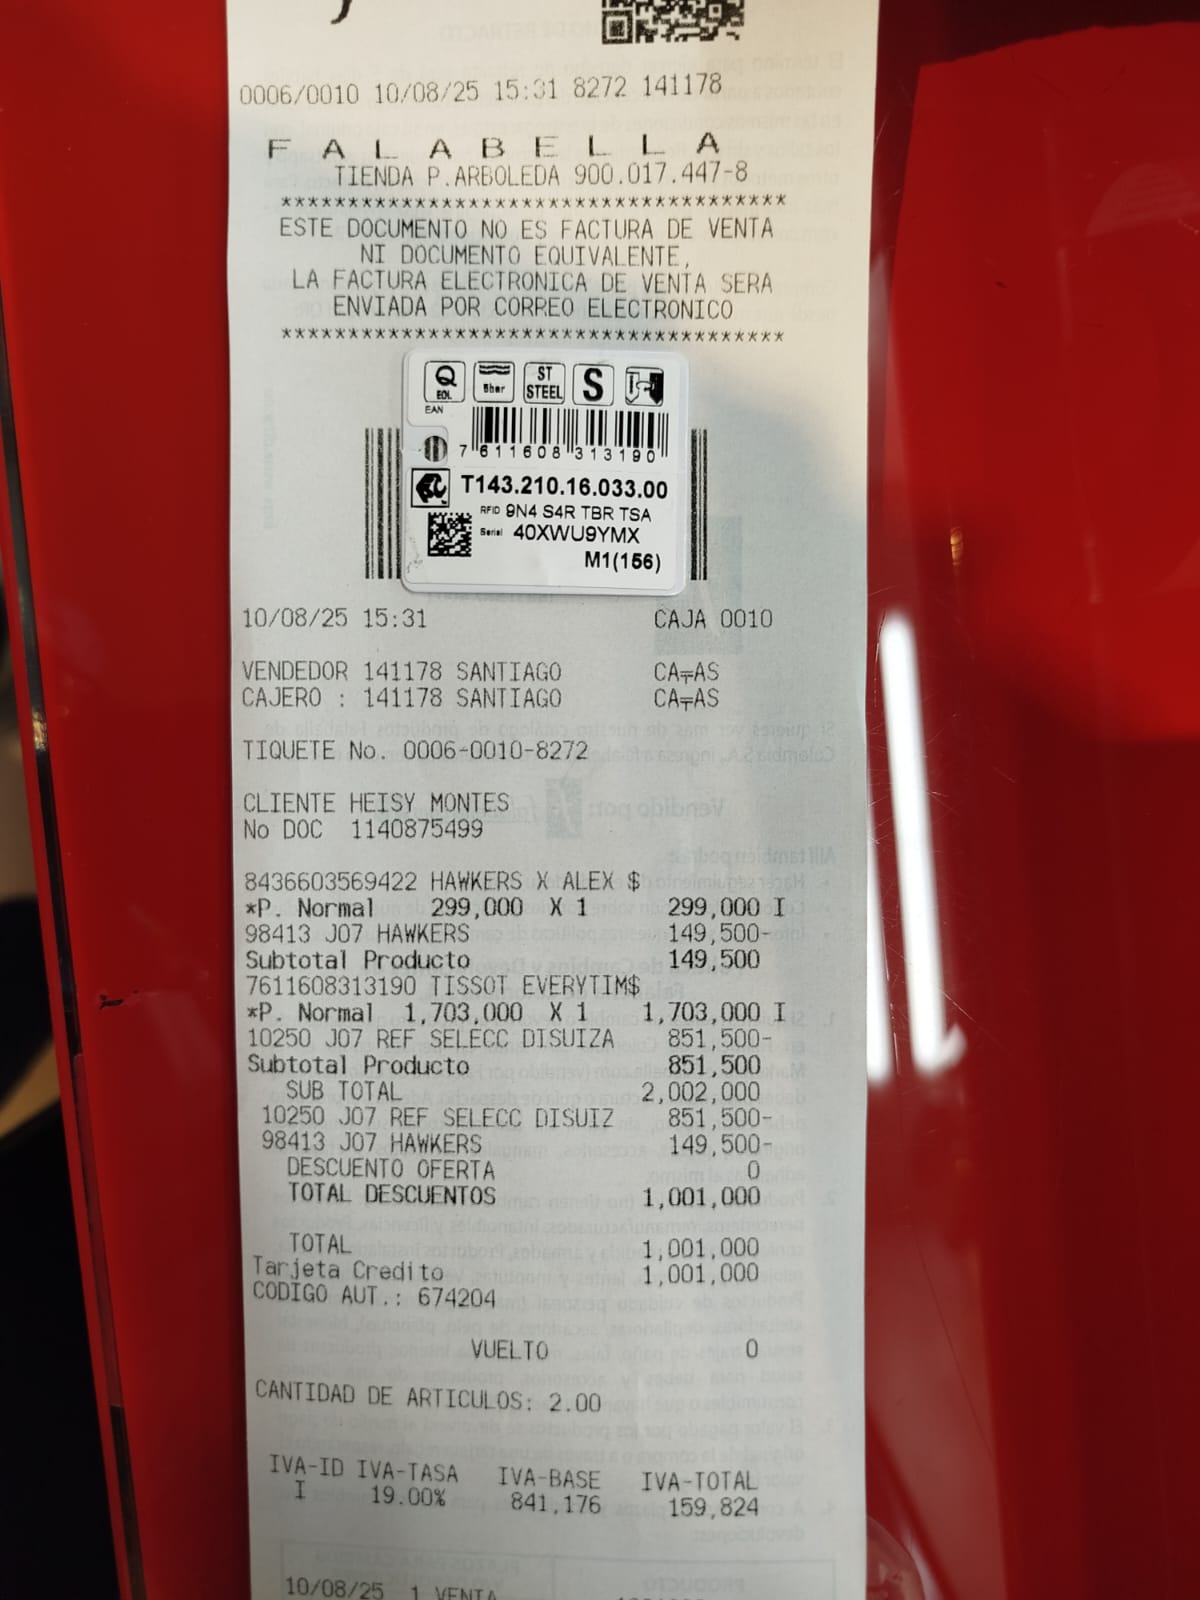 0006/0010 10/08/25 15:31 8272 141178
F A L A B E L L A
TIENDA P.ARBOLEDA 900.017.447-8
*************************************
ESTE DOCUMENTO NO ES FACTURA DE VENTA
NI DOCUMENTO EQUIVALENTE,
LA FACTURA ELECTRONICA DE VENTA SERA
ENVIADA POR CORREO ELECTRONICO
*************************************
Q EOL 5bar ST STEEL S
EAN
7 611608 313190
T143.210.16.033.00
RFID 9N4 S4R TBR TSA
Serial 40XWU9YMX
M1(156)
10/08/25 15:31 CAJA 0010
VENDEDOR 141178 SANTIAGO CA╤AS
CAJERO : 141178 SANTIAGO CA╤AS
TIQUETE No. 0006-0010-8272
CLIENTE HEISY MONTES
No DOC 1140875499
8436603569422 HAWKERS X ALEX $
*P. Normal 299,000 X 1 299,000 I
98413 J07 HAWKERS 149,500-
Subtotal Producto 149,500
7611608313190 TISSOT EVERYTIM$
*P. Normal 1,703,000 X 1 1,703,000 I
10250 J07 REF SELECC DISUIZA 851,500-
Subtotal Producto 851,500
SUB TOTAL 2,002,000
10250 J07 REF SELECC DISUIZ 851,500-
98413 J07 HAWKERS 149,500-
DESCUENTO OFERTA 0
TOTAL DESCUENTOS 1,001,000
TOTAL 1,001,000
Tarjeta Credito 1,001,000
CODIGO AUT.: 674204
VUELTO 0
CANTIDAD DE ARTICULOS: 2.00
IVA-ID IVA-TASA IVA-BASE IVA-TOTAL
I 19.00% 841,176 159,824
10/08/25 1 VENTA